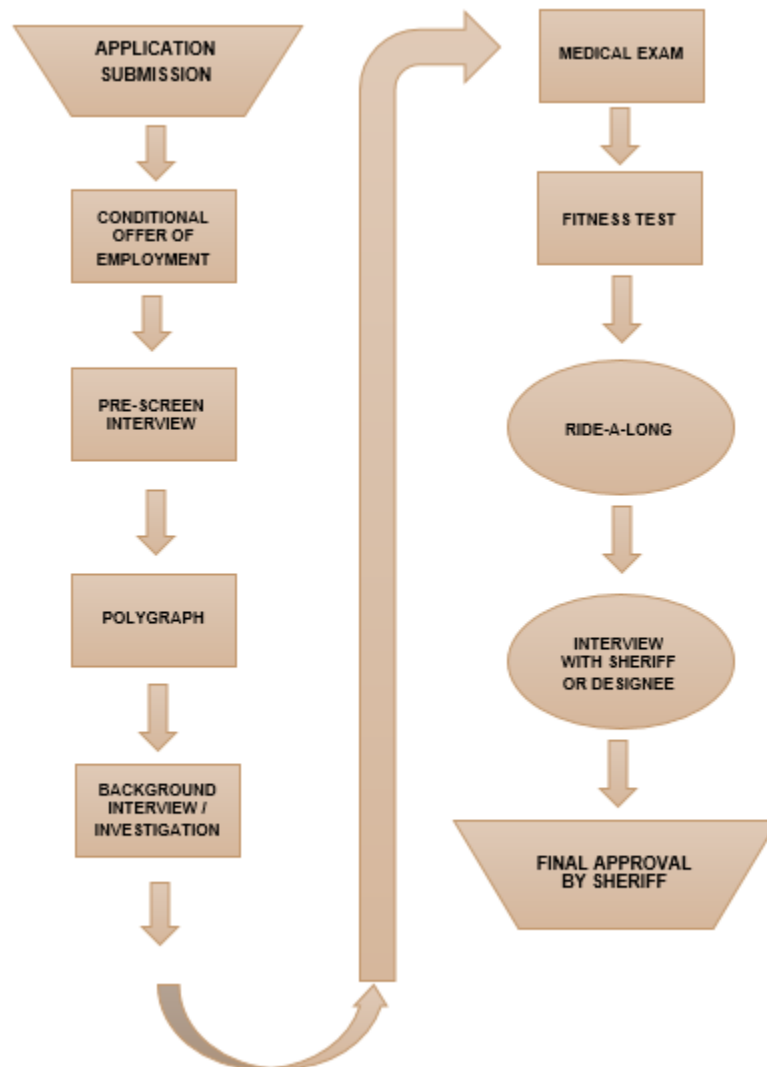 APPLICATION
SUBMISSION
CONDITIONAL
OFFER OF
EMPLOYMENT
PRE-SCREEN
INTERVIEW
POLYGRAPH
BACKGROUND
INTERVIEW /
INVESTIGATION
MEDICAL EXAM
FITNESS TEST
RIDE-A-LONG
INTERVIEW
WITH SHERIFF
OR DESIGNEE
FINAL APPROVAL
BY SHERIFF